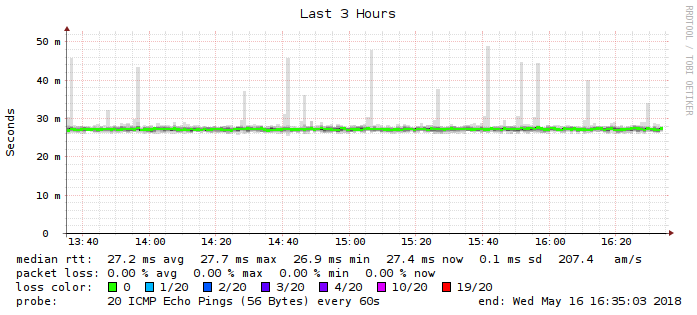 Last 3 Hours
RRDTOOL / TOBI OETIKER
Seconds
50 m
40 m
30 m
20 m
10 m
0
13:40 14:00 14:20 14:40 15:00 15:20 15:40 16:00 16:20
median rtt: 27.2 ms avg 27.7 ms max 26.9 ms min 27.4 ms now 0.1 ms sd 207.4 am/s
packet loss: 0.00 % avg 0.00 % max 0.00 % min 0.00 % now
loss color: 0 1/20 2/20 3/20 4/20 10/20 19/20
probe: 20 ICMP Echo Pings (56 Bytes) every 60s end: Wed May 16 16:35:03 2018